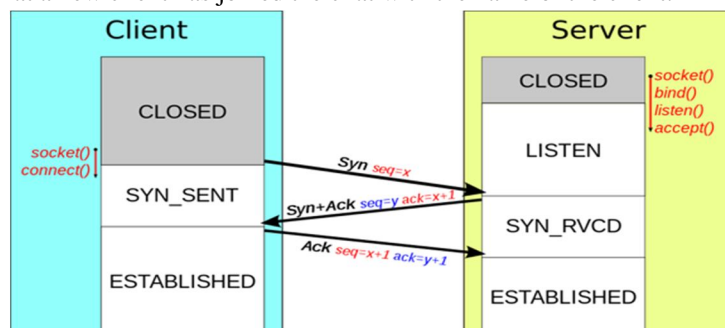 Client
Server
CLOSED
CLOSED
socket()
bind()
listen()
accept()
socket()
connect()
LISTEN
Syn seq=x
SYN_SENT
Syn+Ack seq=y ack=x+1
SYN_RVCD
Ack seq=x+1 ack=y+1
ESTABLISHED
ESTABLISHED